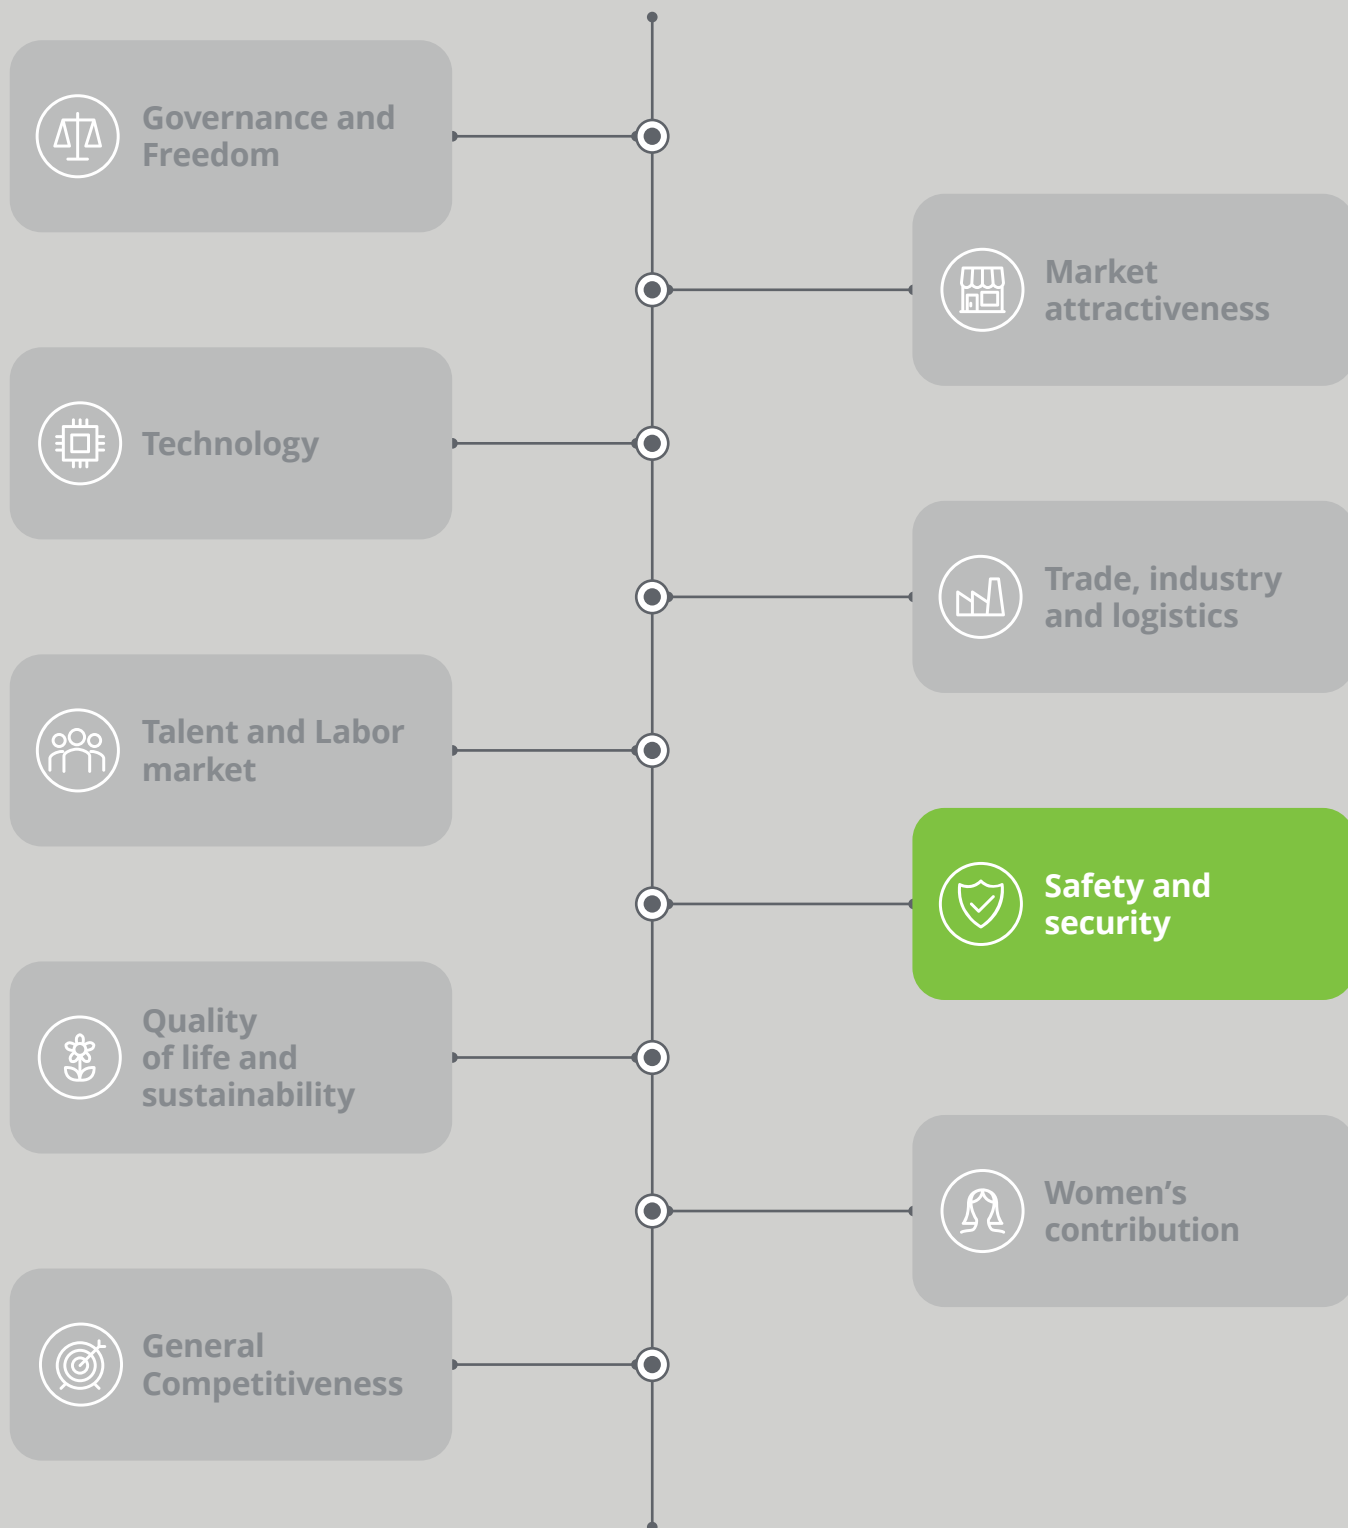 Governance and
Freedom
Market
attractiveness
Technology
Trade, industry
and logistics
Talent and Labor
market
Safety and
security
Quality
of life and
sustainability
Women’s
contribution
General
Competitiveness